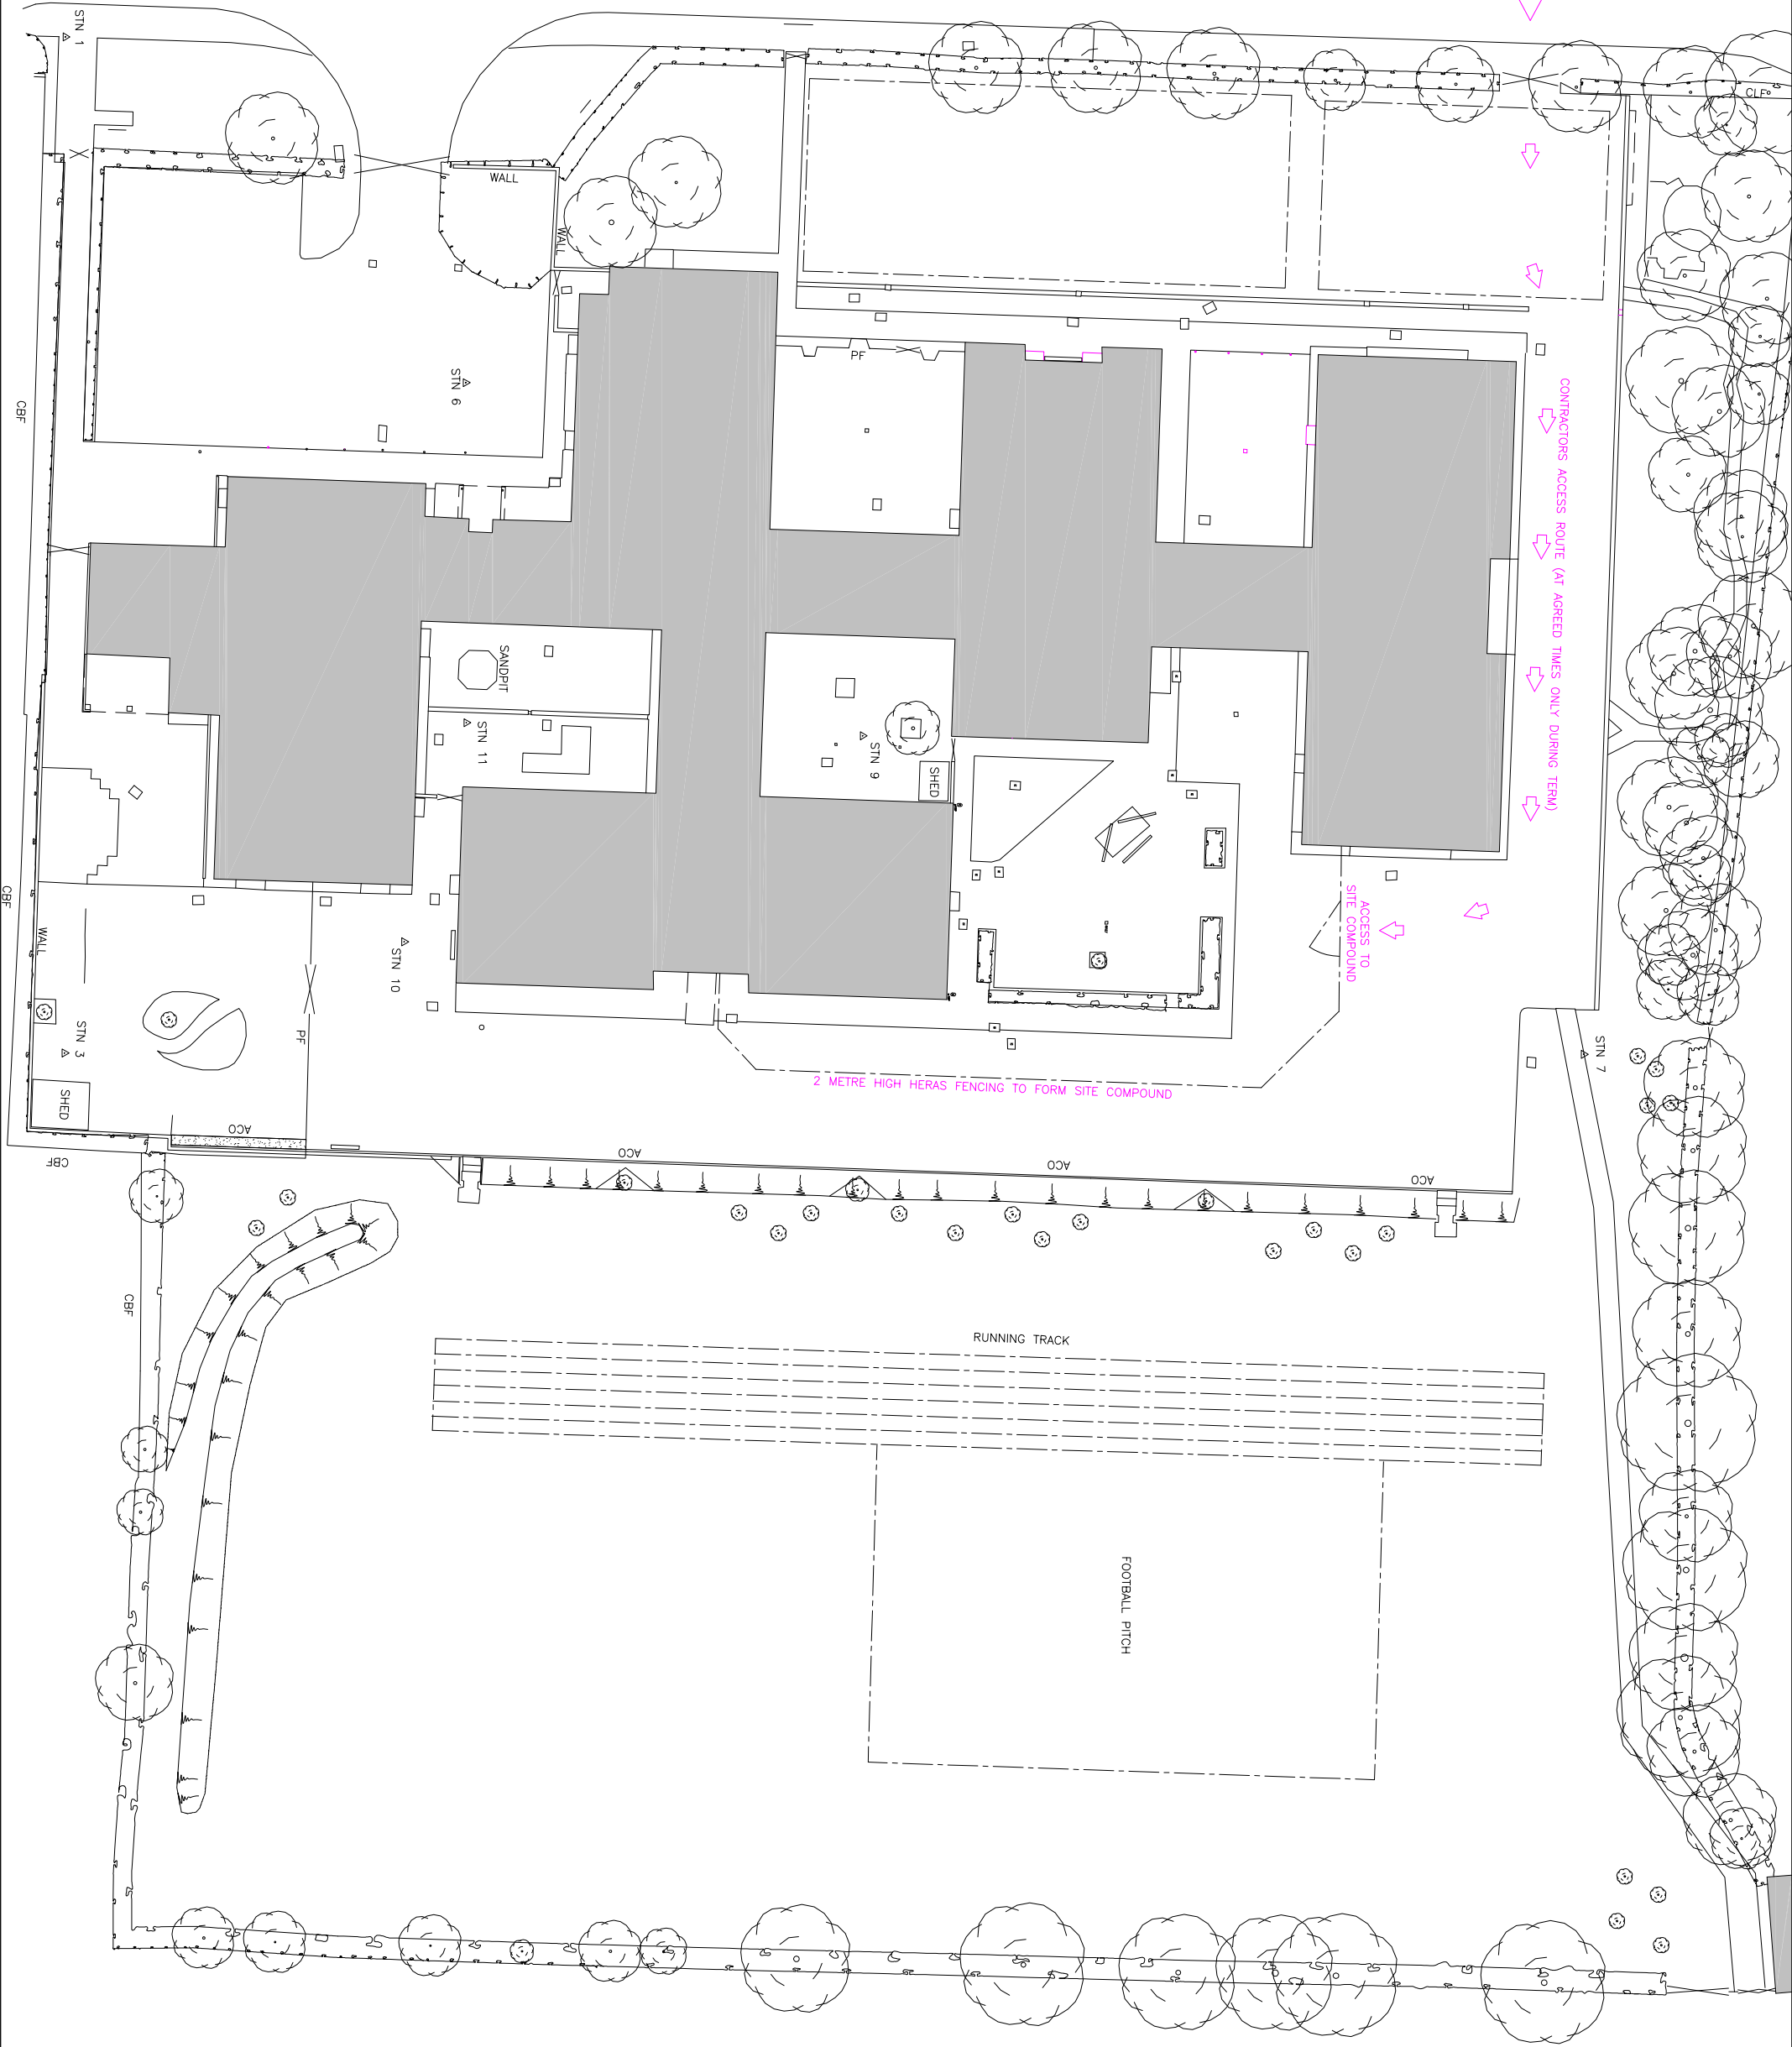 STN 1
CLF
WALL
WALL
PF
STN 6
CBF
CONTRACTORS ACCESS ROUTE (AT AGREED TIMES ONLY DURING TERM)
SANDPIT
STN 11
STN 9
SHED
CBF
WALL
STN 10
ACCESS TO
SITE COMPOUND
PF
STN 3
STN 7
SHED
2 METRE HIGH HERAS FENCING TO FORM SITE COMPOUND
ACO
ACO
ACO
ACO
CBF
CBF
RUNNING TRACK
FOOTBALL PITCH